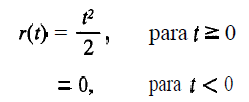 r(t) = t²/2, para t ≥ 0
= 0, para t < 0